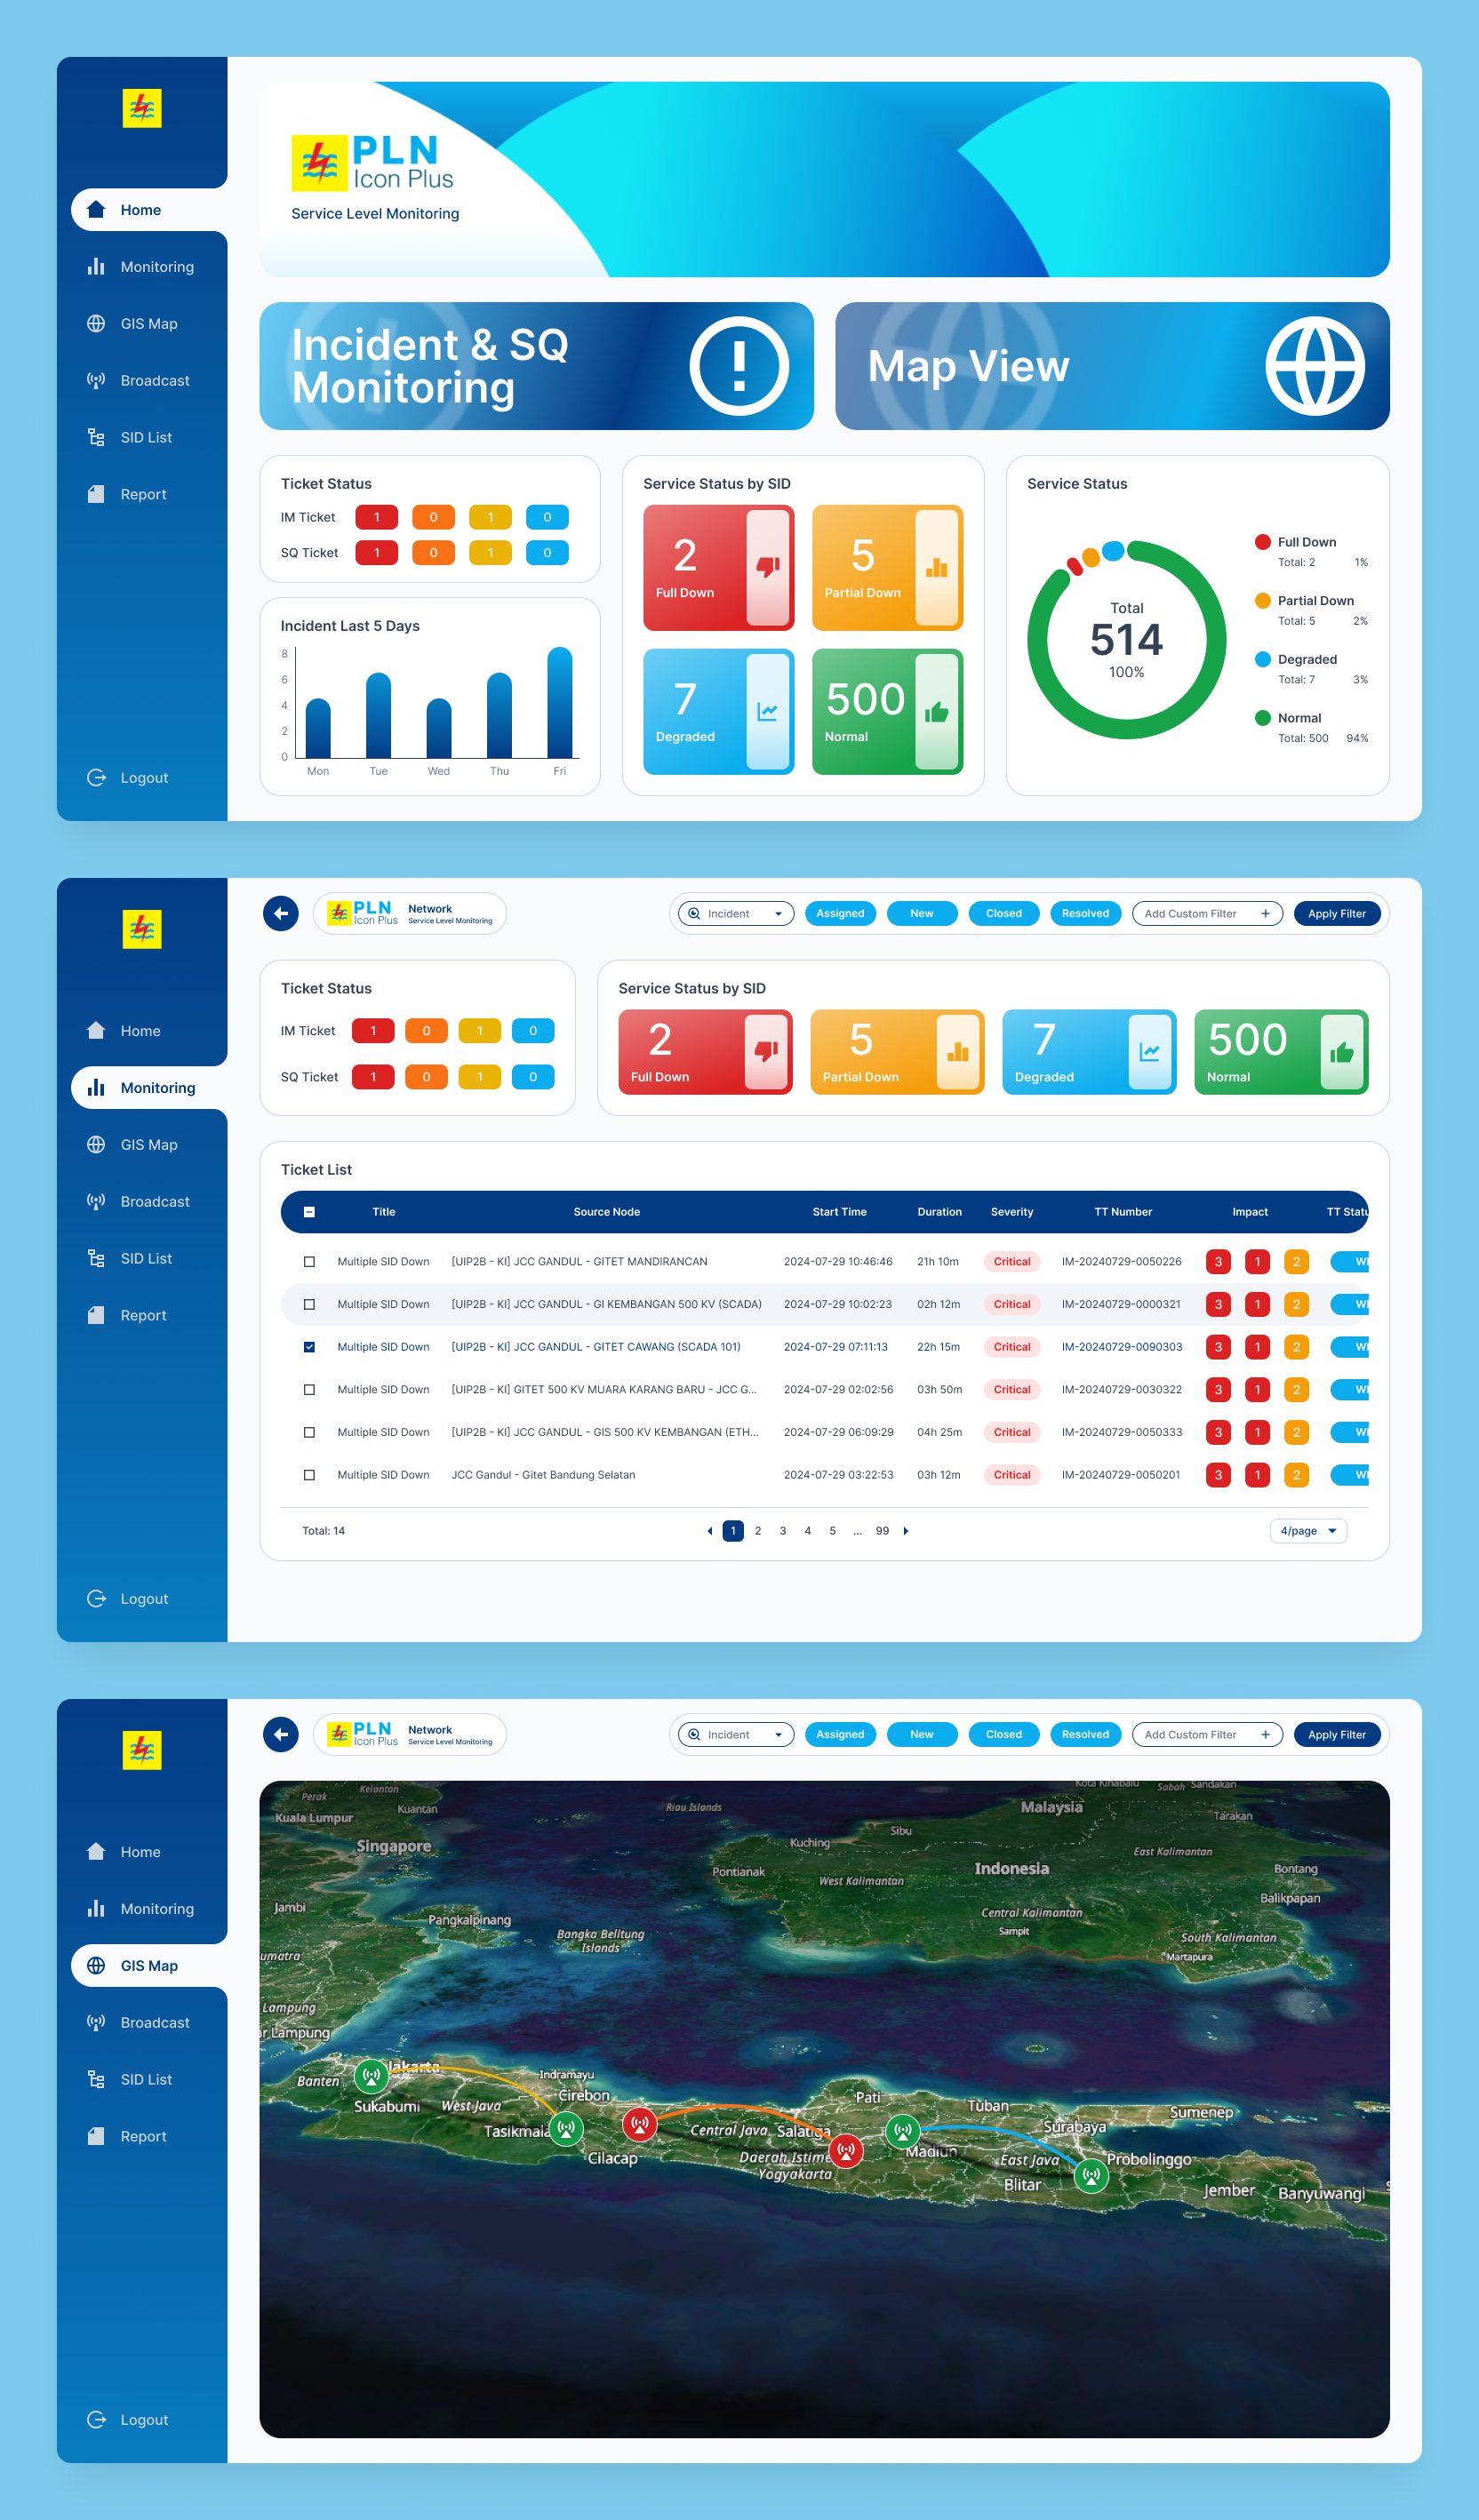 PLN
Icon Plus
Service Level Monitoring
Home
Monitoring
GIS Map
Broadcast
SID List
Report
Logout
Incident & SQ
Monitoring
Map View
Ticket Status
IM Ticket 1 0 1 0
SQ Ticket 1 0 1 0
Incident Last 5 Days
8
6
4
2
0
Mon Tue Wed Thu Fri
Service Status by SID
2
Full Down
5
Partial Down
7
Degraded
500
Normal
Service Status
Total
514
100%
Full Down
Total: 2 1%
Partial Down
Total: 5 2%
Degraded
Total: 7 3%
Normal
Total: 500 94%
PLN
Icon Plus
Network
Service Level Monitoring
Incident Assigned New Closed Resolved Add Custom Filter + Apply Filter
Home
Monitoring
GIS Map
Broadcast
SID List
Report
Logout
Ticket Status
IM Ticket 1 0 1 0
SQ Ticket 1 0 1 0
Service Status by SID
2
Full Down
5
Partial Down
7
Degraded
500
Normal
Ticket List
Title Source Node Start Time Duration Severity TT Number Impact TT Statu
Multiple SID Down [UIP2B - KI] JCC GANDUL - GITET MANDIRANCAN 2024-07-29 10:46:46 21h 10m Critical IM-20240729-0050226 3 1 2
Multiple SID Down [UIP2B - KI] JCC GANDUL - GI KEMBANGAN 500 KV (SCADA) 2024-07-29 10:02:23 02h 12m Critical IM-20240729-0000321 3 1 2
Multiple SID Down [UIP2B - KI] JCC GANDUL - GITET CAWANG (SCADA 101) 2024-07-29 07:11:13 22h 15m Critical IM-20240729-0090303 3 1 2
Multiple SID Down [UIP2B - KI] GITET 500 KV MUARA KARANG BARU - JCC G... 2024-07-29 02:02:56 03h 50m Critical IM-20240729-0030322 3 1 2
Multiple SID Down [UIP2B - KI] JCC GANDUL - GIS 500 KV KEMBANGAN (ETH... 2024-07-29 06:09:29 04h 25m Critical IM-20240729-0050333 3 1 2
Multiple SID Down JCC Gandul - Gitet Bandung Selatan 2024-07-29 03:22:53 03h 12m Critical IM-20240729-0050201 3 1 2
Total: 14 1 2 3 4 5 ... 99 4/page
PLN
Icon Plus
Network
Service Level Monitoring
Incident Assigned New Closed Resolved Add Custom Filter + Apply Filter
Home
Monitoring
GIS Map
Broadcast
SID List
Report
Logout
Kota Kinabalu Sabah Sandakan
Perak Kelantan
Kuala Lumpur Kuantan Riau Islands Malaysia Tarakan
Singapore Kuching Sibu
East Kalimantan
Pontianak West Kalimantan Indonesia Bontang
Balikpapan
Jambi Pangkalpinang Central Kalimantan
Bangka Belitung
Islands
Sampit
South Kalimantan
umatra Martapura
Lampung
ar Lampung
Jakarta
Banten Indramayu
Sukabumi West Java Cirebon Pati Tuban Sumenep
Tasikmala Central Java Salatiga Surabaya
Cilacap Daerah Istime
Yogyakarta
Madiun East Java Probolinggo
Blitar Jember Banyuwangi